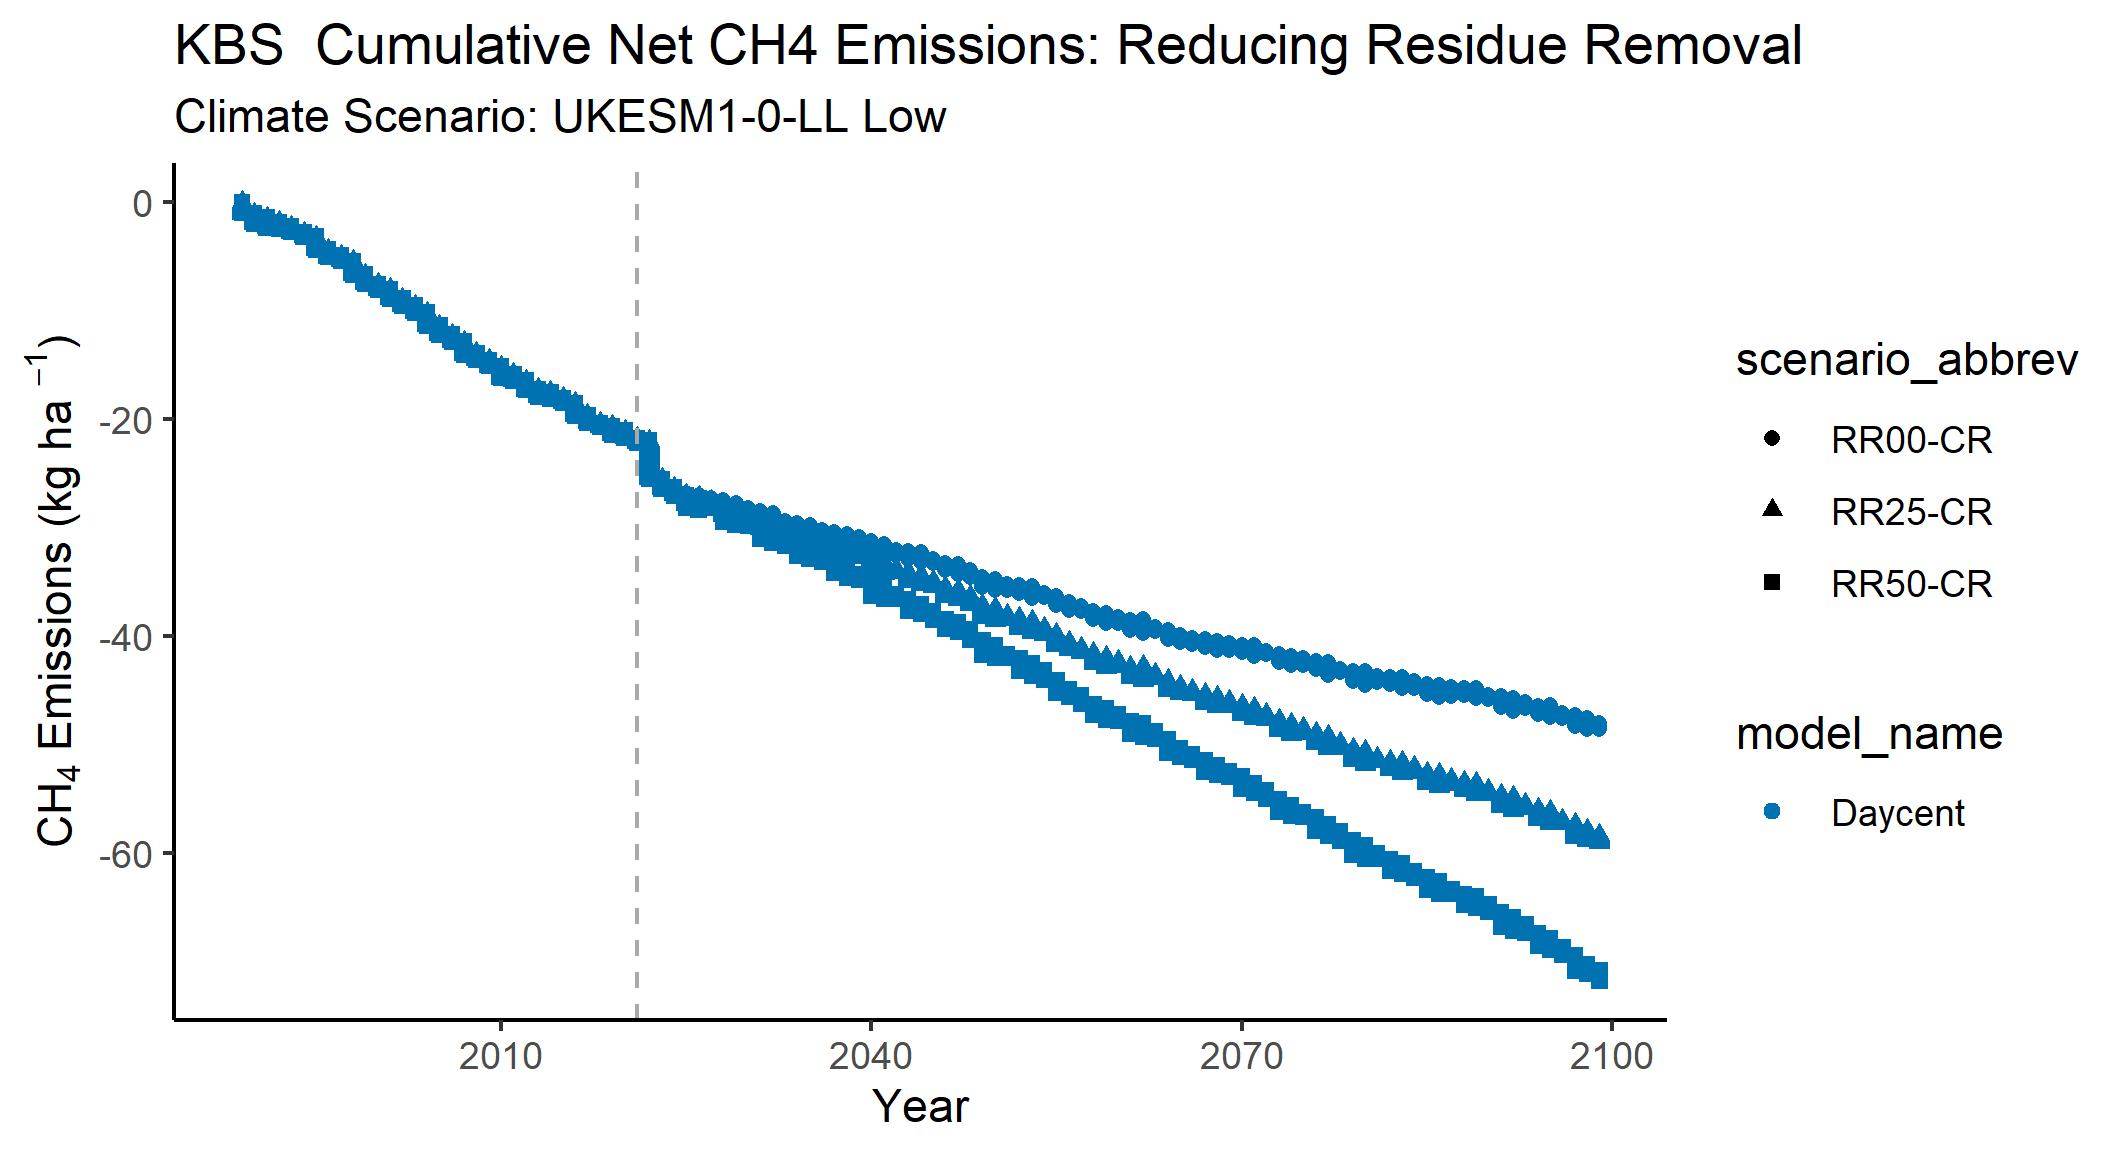 KBS  Cumulative Net CH4 Emissions: Reducing Residue Removal
Climate Scenario: UKESM1-0-LL Low
CH₄ Emissions (kg ha ⁻¹)
0
-20
-40
-60
2010
2040
2070
2100
Year
scenario_abbrev
RR00-CR
RR25-CR
RR50-CR
model_name
Daycent